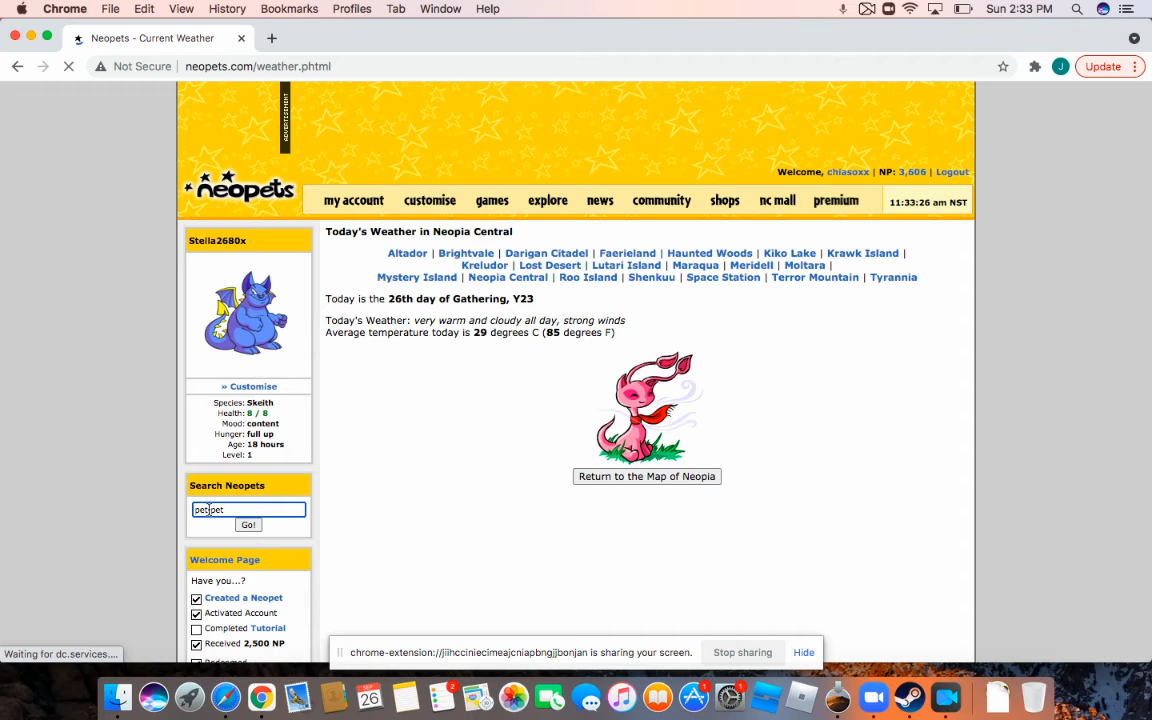 Chrome File Edit View History Bookmarks Profiles Tab Window Help Sun 2:33 PM
Neopets - Current Weather
Not Secure | neopets.com/weather.phtml J Update
ADVERTISEMENT
Welcome, chiasoxx | NP: 3,606 | Logout
neopets
my account customise games explore news community shops nc mall premium 11:33:26 am NST
Stella2680x
» Customise
Species: Skeith
Health: 8 / 8
Mood: content
Hunger: full up
Age: 18 hours
Level: 1
Search Neopets
petpet
Go!
Welcome Page
Have you...?
Created a Neopet
Activated Account
Completed Tutorial
Received 2,500 NP
Today's Weather in Neopia Central
Altador | Brightvale | Darigan Citadel | Faerieland | Haunted Woods | Kiko Lake | Krawk Island |
Kreludor | Lost Desert | Lutari Island | Maraqua | Meridell | Moltara |
Mystery Island | Neopia Central | Roo Island | Shenkuu | Space Station | Terror Mountain | Tyrannia
Today is the 26th day of Gathering, Y23
Today's Weather: very warm and cloudy all day, strong winds
Average temperature today is 29 degrees C (85 degrees F)
Return to the Map of Neopia
Waiting for dc.services....
chrome-extension://jiihcciniecimeajcniapbngjjbonjan is sharing your screen. Stop sharing Hide
26
2
1
1